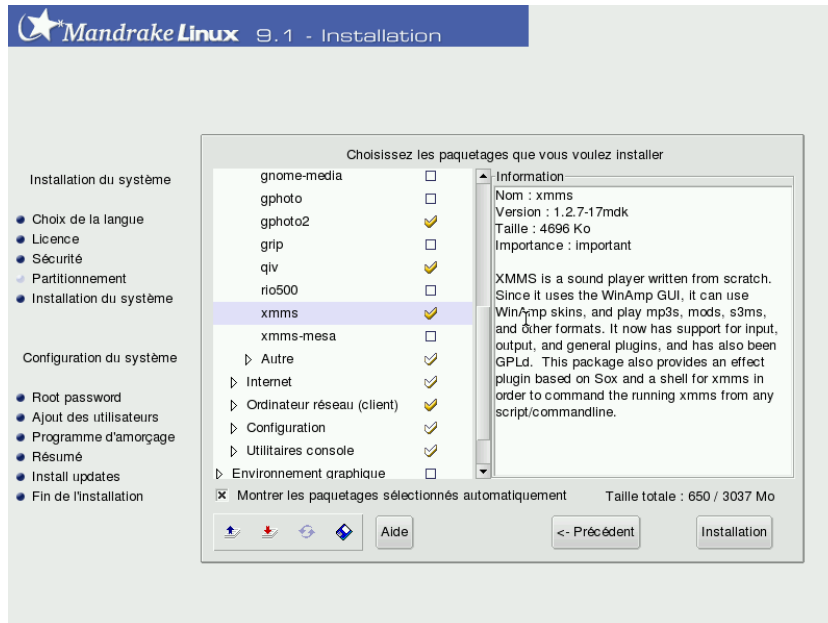 Mandrake Linux 9.1 - Installation
Installation du système
Choix de la langue
Licence
Sécurité
Partitionnement
Installation du système
Configuration du système
Root password
Ajout des utilisateurs
Programme d'amorçage
Résumé
Install updates
Fin de l'installation
Choisissez les paquetages que vous voulez installer
gnome-media
gphoto
gphoto2
grip
qiv
rio500
xmms
xmms-mesa
Autre
Internet
Ordinateur réseau (client)
Configuration
Utilitaires console
Environnement graphique
Information
Nom : xmms
Version : 1.2.7-17mdk
Taille : 4696 Ko
Importance : important
XMMS is a sound player written from scratch.
Since it uses the WinAmp GUI, it can use
WinAmp skins, and play mp3s, mods, s3ms,
and other formats. It now has support for input,
output, and general plugins, and has also been
GPLd. This package also provides an effect
plugin based on Sox and a shell for xmms in
order to command the running xmms from any
script/commandline.
Montrer les paquetages sélectionnés automatiquement
Taille totale : 650 / 3037 Mo
Aide
<- Précédent
Installation